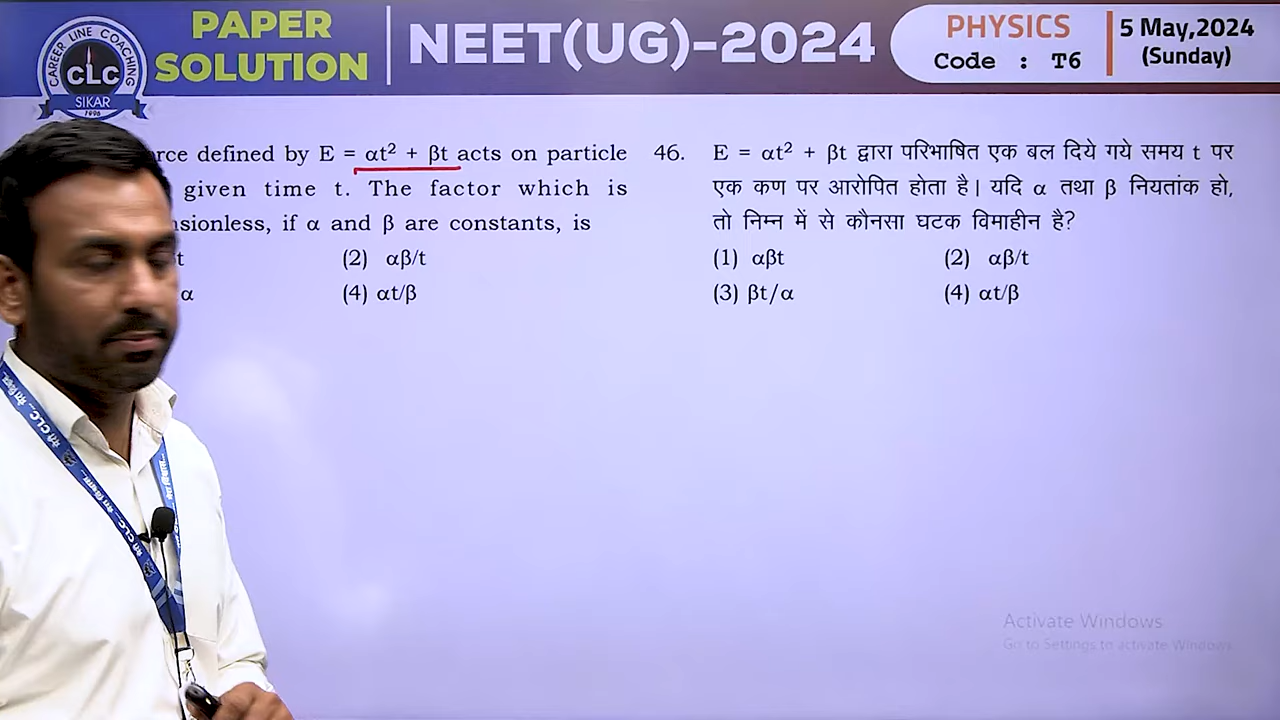 CAREER LINE COACHING
CLC
SIKAR
1996
PAPER
SOLUTION
NEET(UG)-2024
PHYSICS
Code : T6
5 May,2024
(Sunday)
rce defined by E = αt² + βt acts on particle
given time t. The factor which is
nsionless, if α and β are constants, is
t
(2) αβ/t
α
(4) αt/β
46. E = αt² + βt द्वारा परिभाषित एक बल दिये गये समय t पर
एक कण पर आरोपित होता है। यदि α तथा β नियतांक हो,
तो निम्न में से कौनसा घटक विमाहीन है?
(1) αβt
(2) αβ/t
(3) βt/α
(4) αt/β
Activate Windows
Go to Settings to activate Windows.